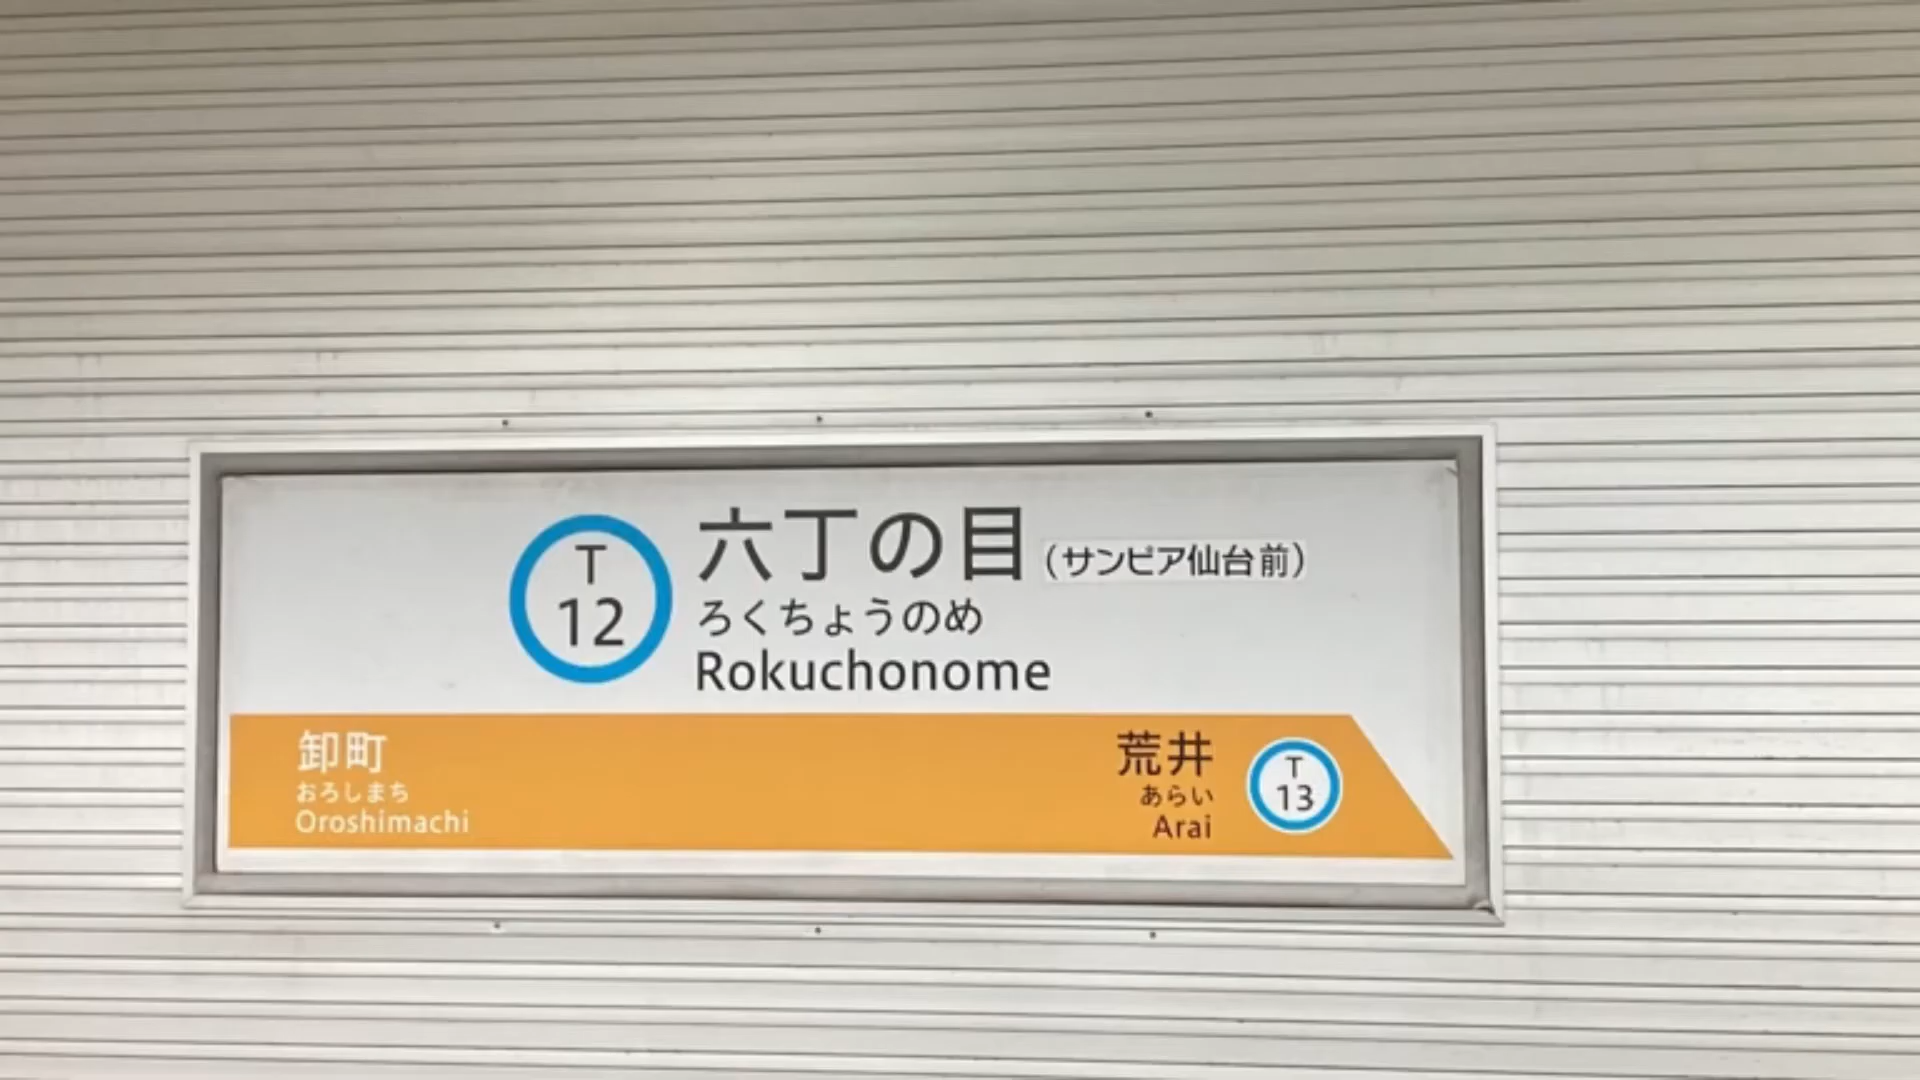 T
12
六丁の目(サンピア仙台前)
ろくちょうのめ
Rokuchonome
卸町
おろしまち
Oroshimachi
荒井
あらい
Arai
T
13